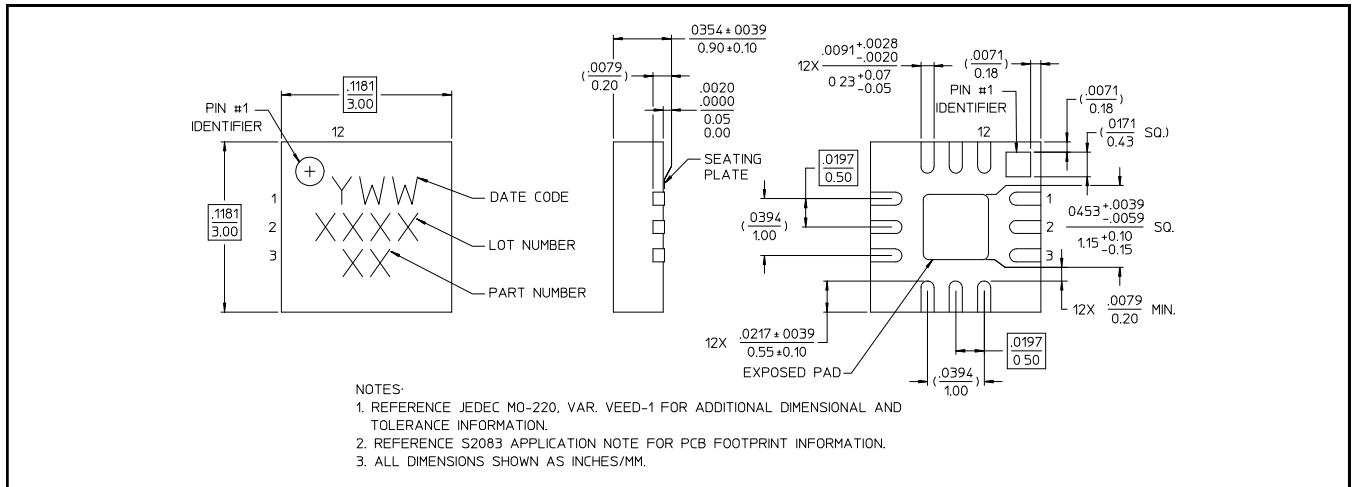 .1181
3.00
PIN #1
IDENTIFIER
12
.1181
3.00
1
2
3
YWW
XXXX
XX
DATE CODE
LOT NUMBER
PART NUMBER
.0354 ± .0039
0.90 ±0.10
(.0079
0.20)
.0020
.0000
0.05
0.00
SEATING
PLATE
12X .0091 +.0028
-.0020
0.23 +0.07
-0.05
(.0071
0.18)
PIN #1
IDENTIFIER
12
(.0071
0.18)
(.0171
0.43 SQ.)
.0197
0.50
(.0394
1.00)
1
2
3
.0453 +.0039
-.0059 SQ.
1.15 +0.10
-0.15
12X .0079
0.20 MIN.
12X .0217 ± .0039
0.55 ±0.10
EXPOSED PAD
(.0394
1.00)
.0197
0.50
NOTES:
1. REFERENCE JEDEC MO-220, VAR. VEED-1 FOR ADDITIONAL DIMENSIONAL AND
TOLERANCE INFORMATION.
2. REFERENCE S2083 APPLICATION NOTE FOR PCB FOOTPRINT INFORMATION.
3. ALL DIMENSIONS SHOWN AS INCHES/MM.